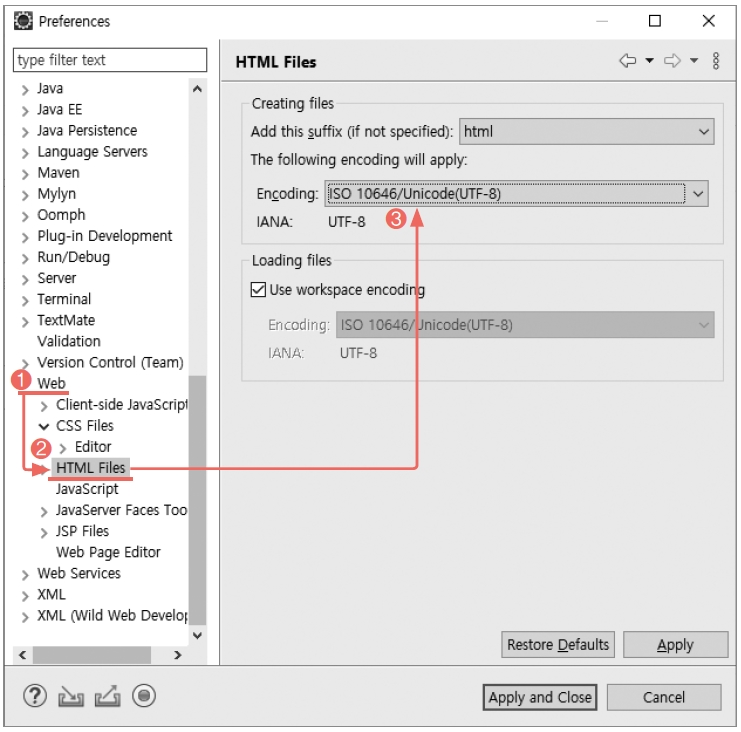 Preferences
type filter text
HTML Files
Java
Java EE
Java Persistence
Language Servers
Maven
Mylyn
Oomph
Plug-in Development
Run/Debug
Server
Terminal
TextMate
Validation
Version Control (Team)
1 Web
Client-side JavaScript
CSS Files
2 Editor
HTML Files
JavaScript
JavaServer Faces Too
JSP Files
Web Page Editor
Web Services
XML
XML (Wild Web Develop
Creating files
Add this suffix (if not specified): html
The following encoding will apply:
Encoding: ISO 10646/Unicode(UTF-8)
IANA: UTF-8 3
Loading files
Use workspace encoding
Encoding: ISO 10646/Unicode(UTF-8)
IANA: UTF-8
Restore Defaults Apply
? Apply and Close Cancel